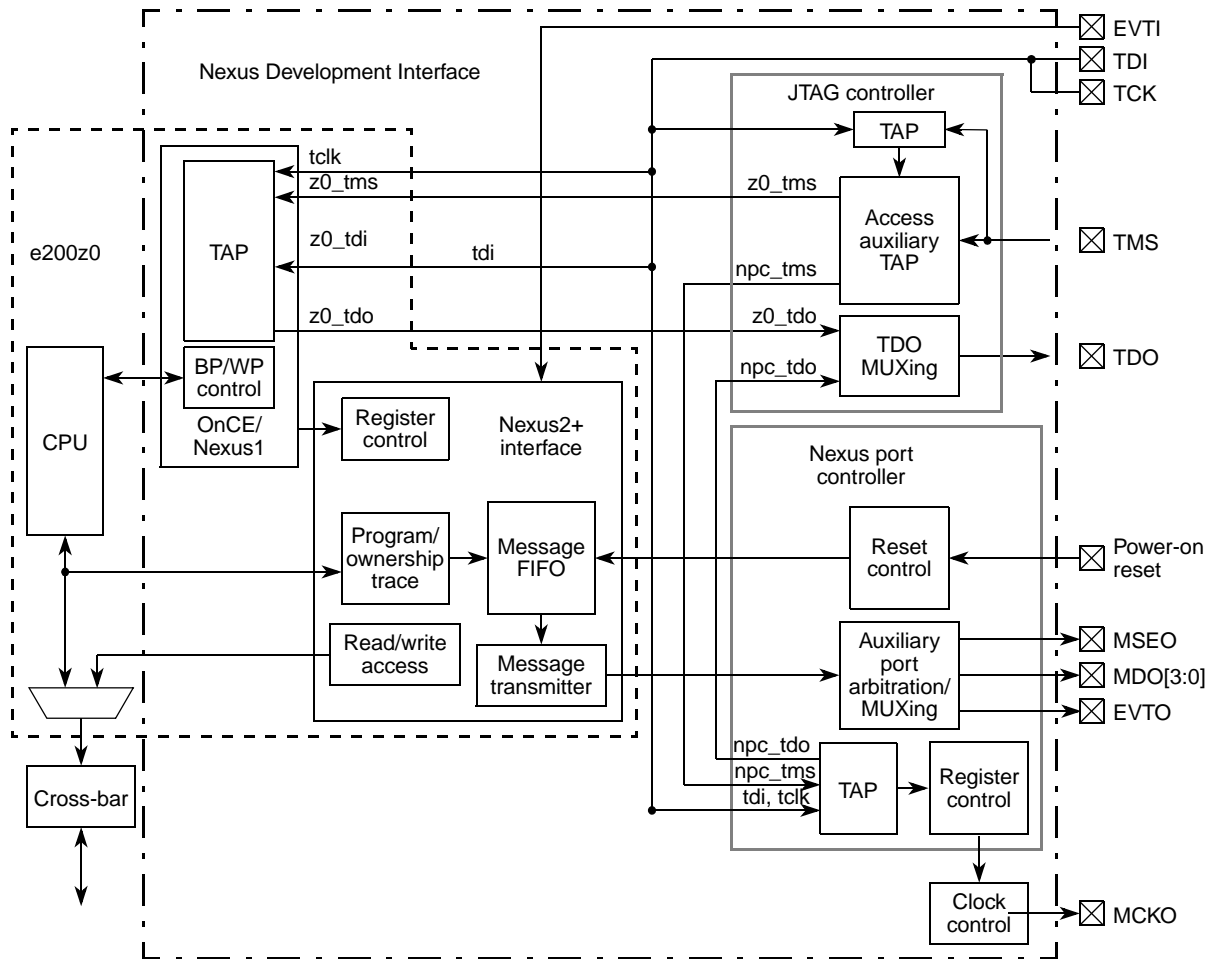 EVTI
Nexus Development Interface
TDI
JTAG controller
TCK
TAP
tclk
z0_tms
z0_tms
Access
auxiliary
TAP
e200z0
TAP
z0_tdi
tdi
TMS
npc_tms
z0_tdo
z0_tdo
TDO
MUXing
TDO
npc_tdo
BP/WP
control
OnCE/
Nexus1
CPU
Register
control
Nexus2+
interface
Nexus port
controller
Program/
ownership
trace
Message
FIFO
Reset
control
Power-on
reset
Read/write
access
Message
transmitter
Auxiliary
port
arbitration/
MUXing
MSEO
MDO[3:0]
EVTO
npc_tdo
npc_tms
tdi, tclk
TAP
Register
control
Cross-bar
Clock
control
MCKO